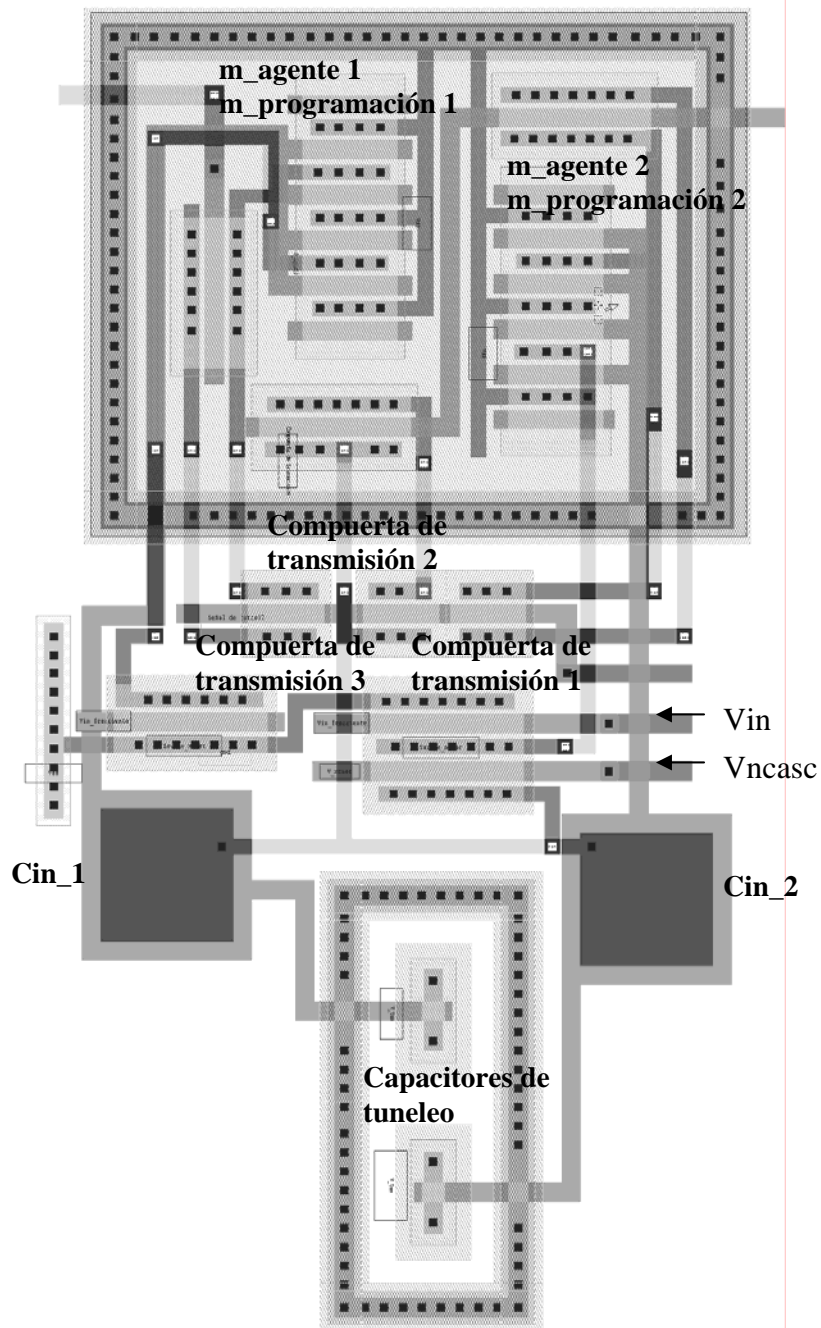 m_agente 1
m_programación 1
m_agente 2
m_programación 2
Compuerta de
transmisión 2
Compuerta de
transmisión 3
Compuerta de
transmisión 1
Vin
Vncasc
Cin_1
Cin_2
Capacitores de
tuneleo